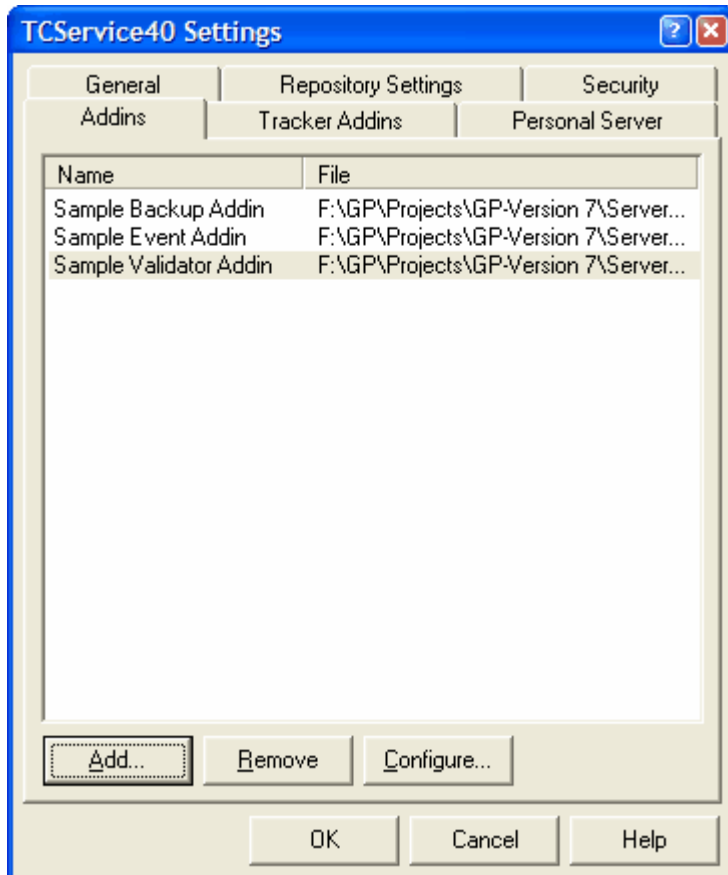 TCService40 Settings
General Repository Settings Security
Addins Tracker Addins Personal Server
Name File
Sample Backup Addin F:\GP\Projects\GP-Version 7\Server...
Sample Event Addin F:\GP\Projects\GP-Version 7\Server...
Sample Validator Addin F:\GP\Projects\GP-Version 7\Server...
Add... Remove Configure...
OK Cancel Help